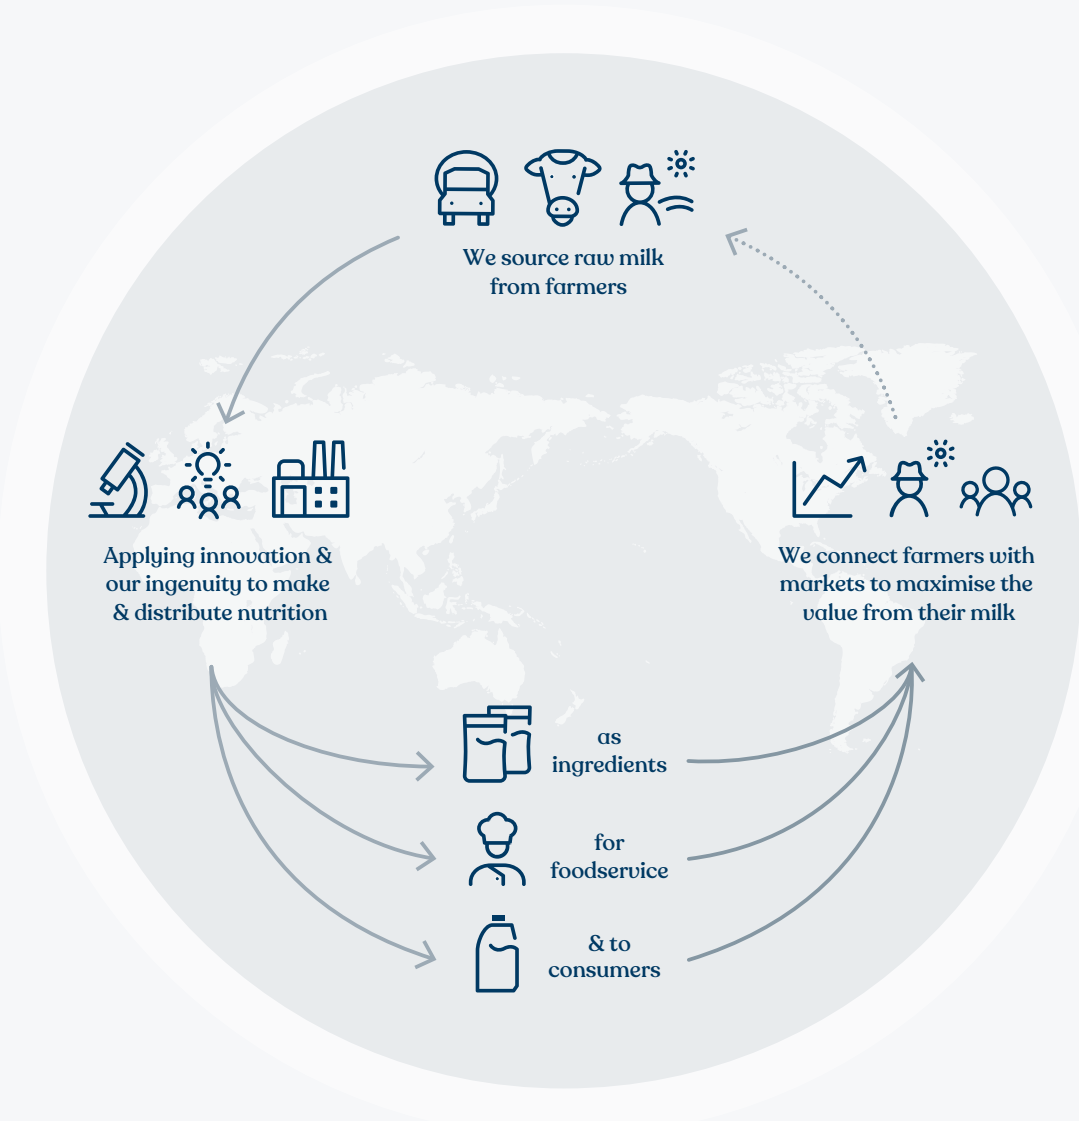 We source raw milk
from farmers
Applying innovation &
our ingenuity to make
& distribute nutrition
We connect farmers with
markets to maximise the
value from their milk
as
ingredients
for
foodservice
& to
consumers